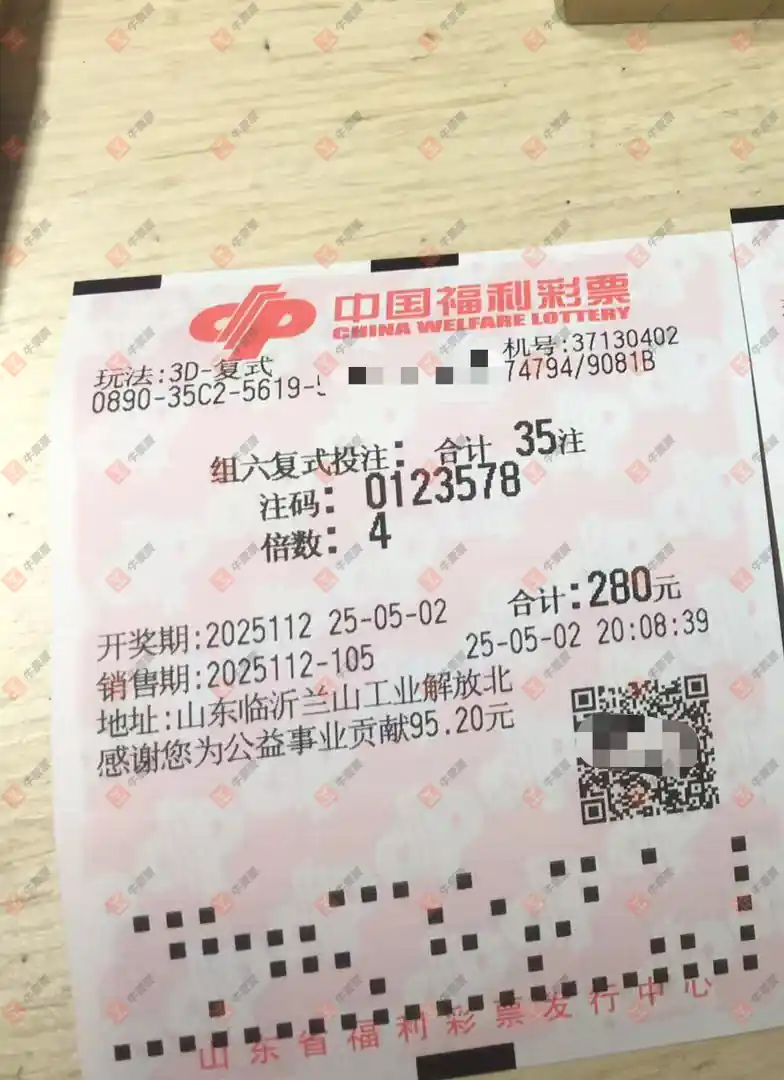 中国福利彩票
CHINA WELFARE LOTTERY
玩法:3D-复式 机号:37130402
0890-35C2-5619- 74794/9081B
组六复式投注: 合计 35注
注码: 0123578
倍数: 4
合计:280元
开奖期:2025112 25-05-02
销售期:2025112-105 25-05-02 20:08:39
地址:山东临沂兰山工业解放北
感谢您为公益事业贡献95.20元
山东省福利彩票发行中心